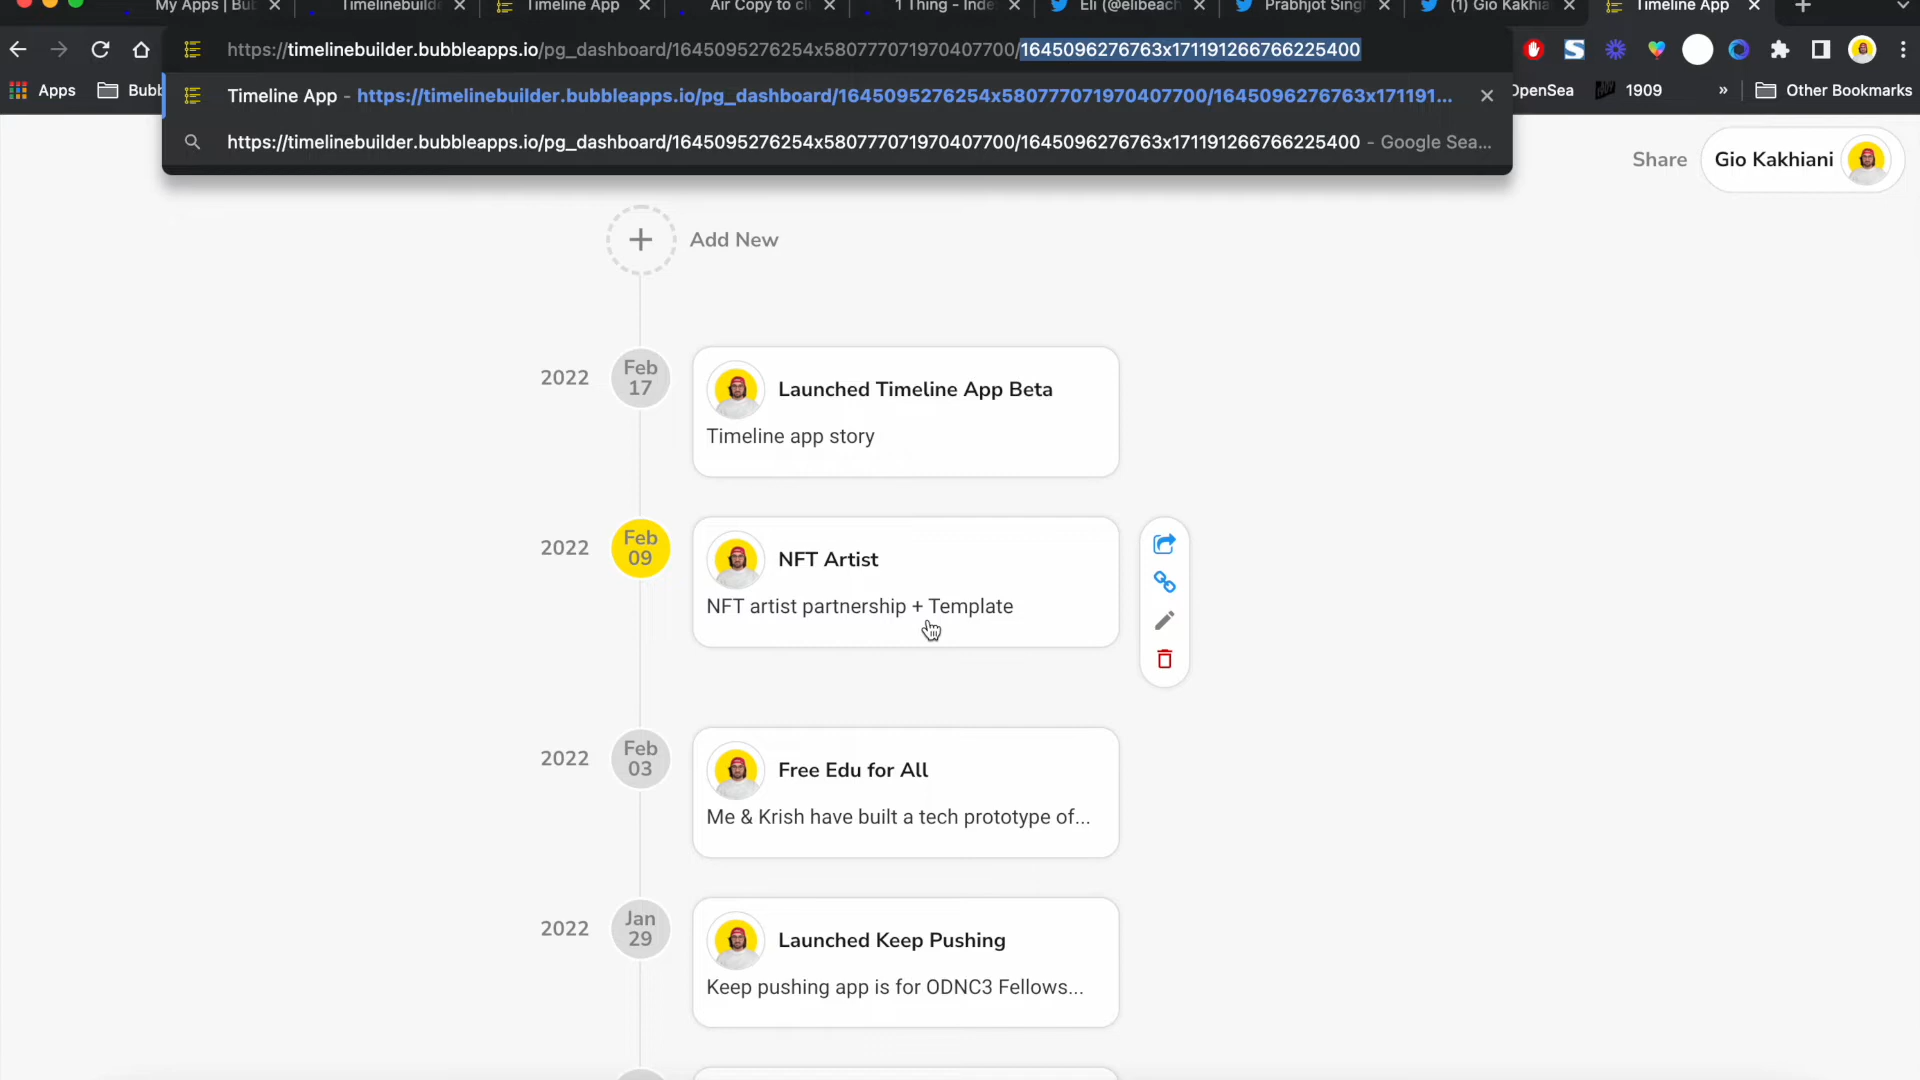 My Apps | Bu
Timelinebuild
Timeline App
Air Copy to cli
1 Thing - Inde
Eli (@elibeach
Prabhjot Sing
(1) Gio Kakhia
Timeline App
https://timelinebuilder.bubbleapps.io/pg_dashboard/1645095276254x580777071970407700/1645096276763x171191266766225400
Apps
Bubb
Timeline App - https://timelinebuilder.bubbleapps.io/pg_dashboard/1645095276254x580777071970407700/1645096276763x171191...
OpenSea
1909
»
Other Bookmarks
https://timelinebuilder.bubbleapps.io/pg_dashboard/1645095276254x580777071970407700/1645096276763x171191266766225400 - Google Sea...
Share
Gio Kakhiani
Add New
2022
Feb
17
Launched Timeline App Beta
Timeline app story
2022
Feb
09
NFT Artist
NFT artist partnership + Template
2022
Feb
03
Free Edu for All
Me & Krish have built a tech prototype of...
2022
Jan
29
Launched Keep Pushing
Keep pushing app is for ODNC3 Fellows...